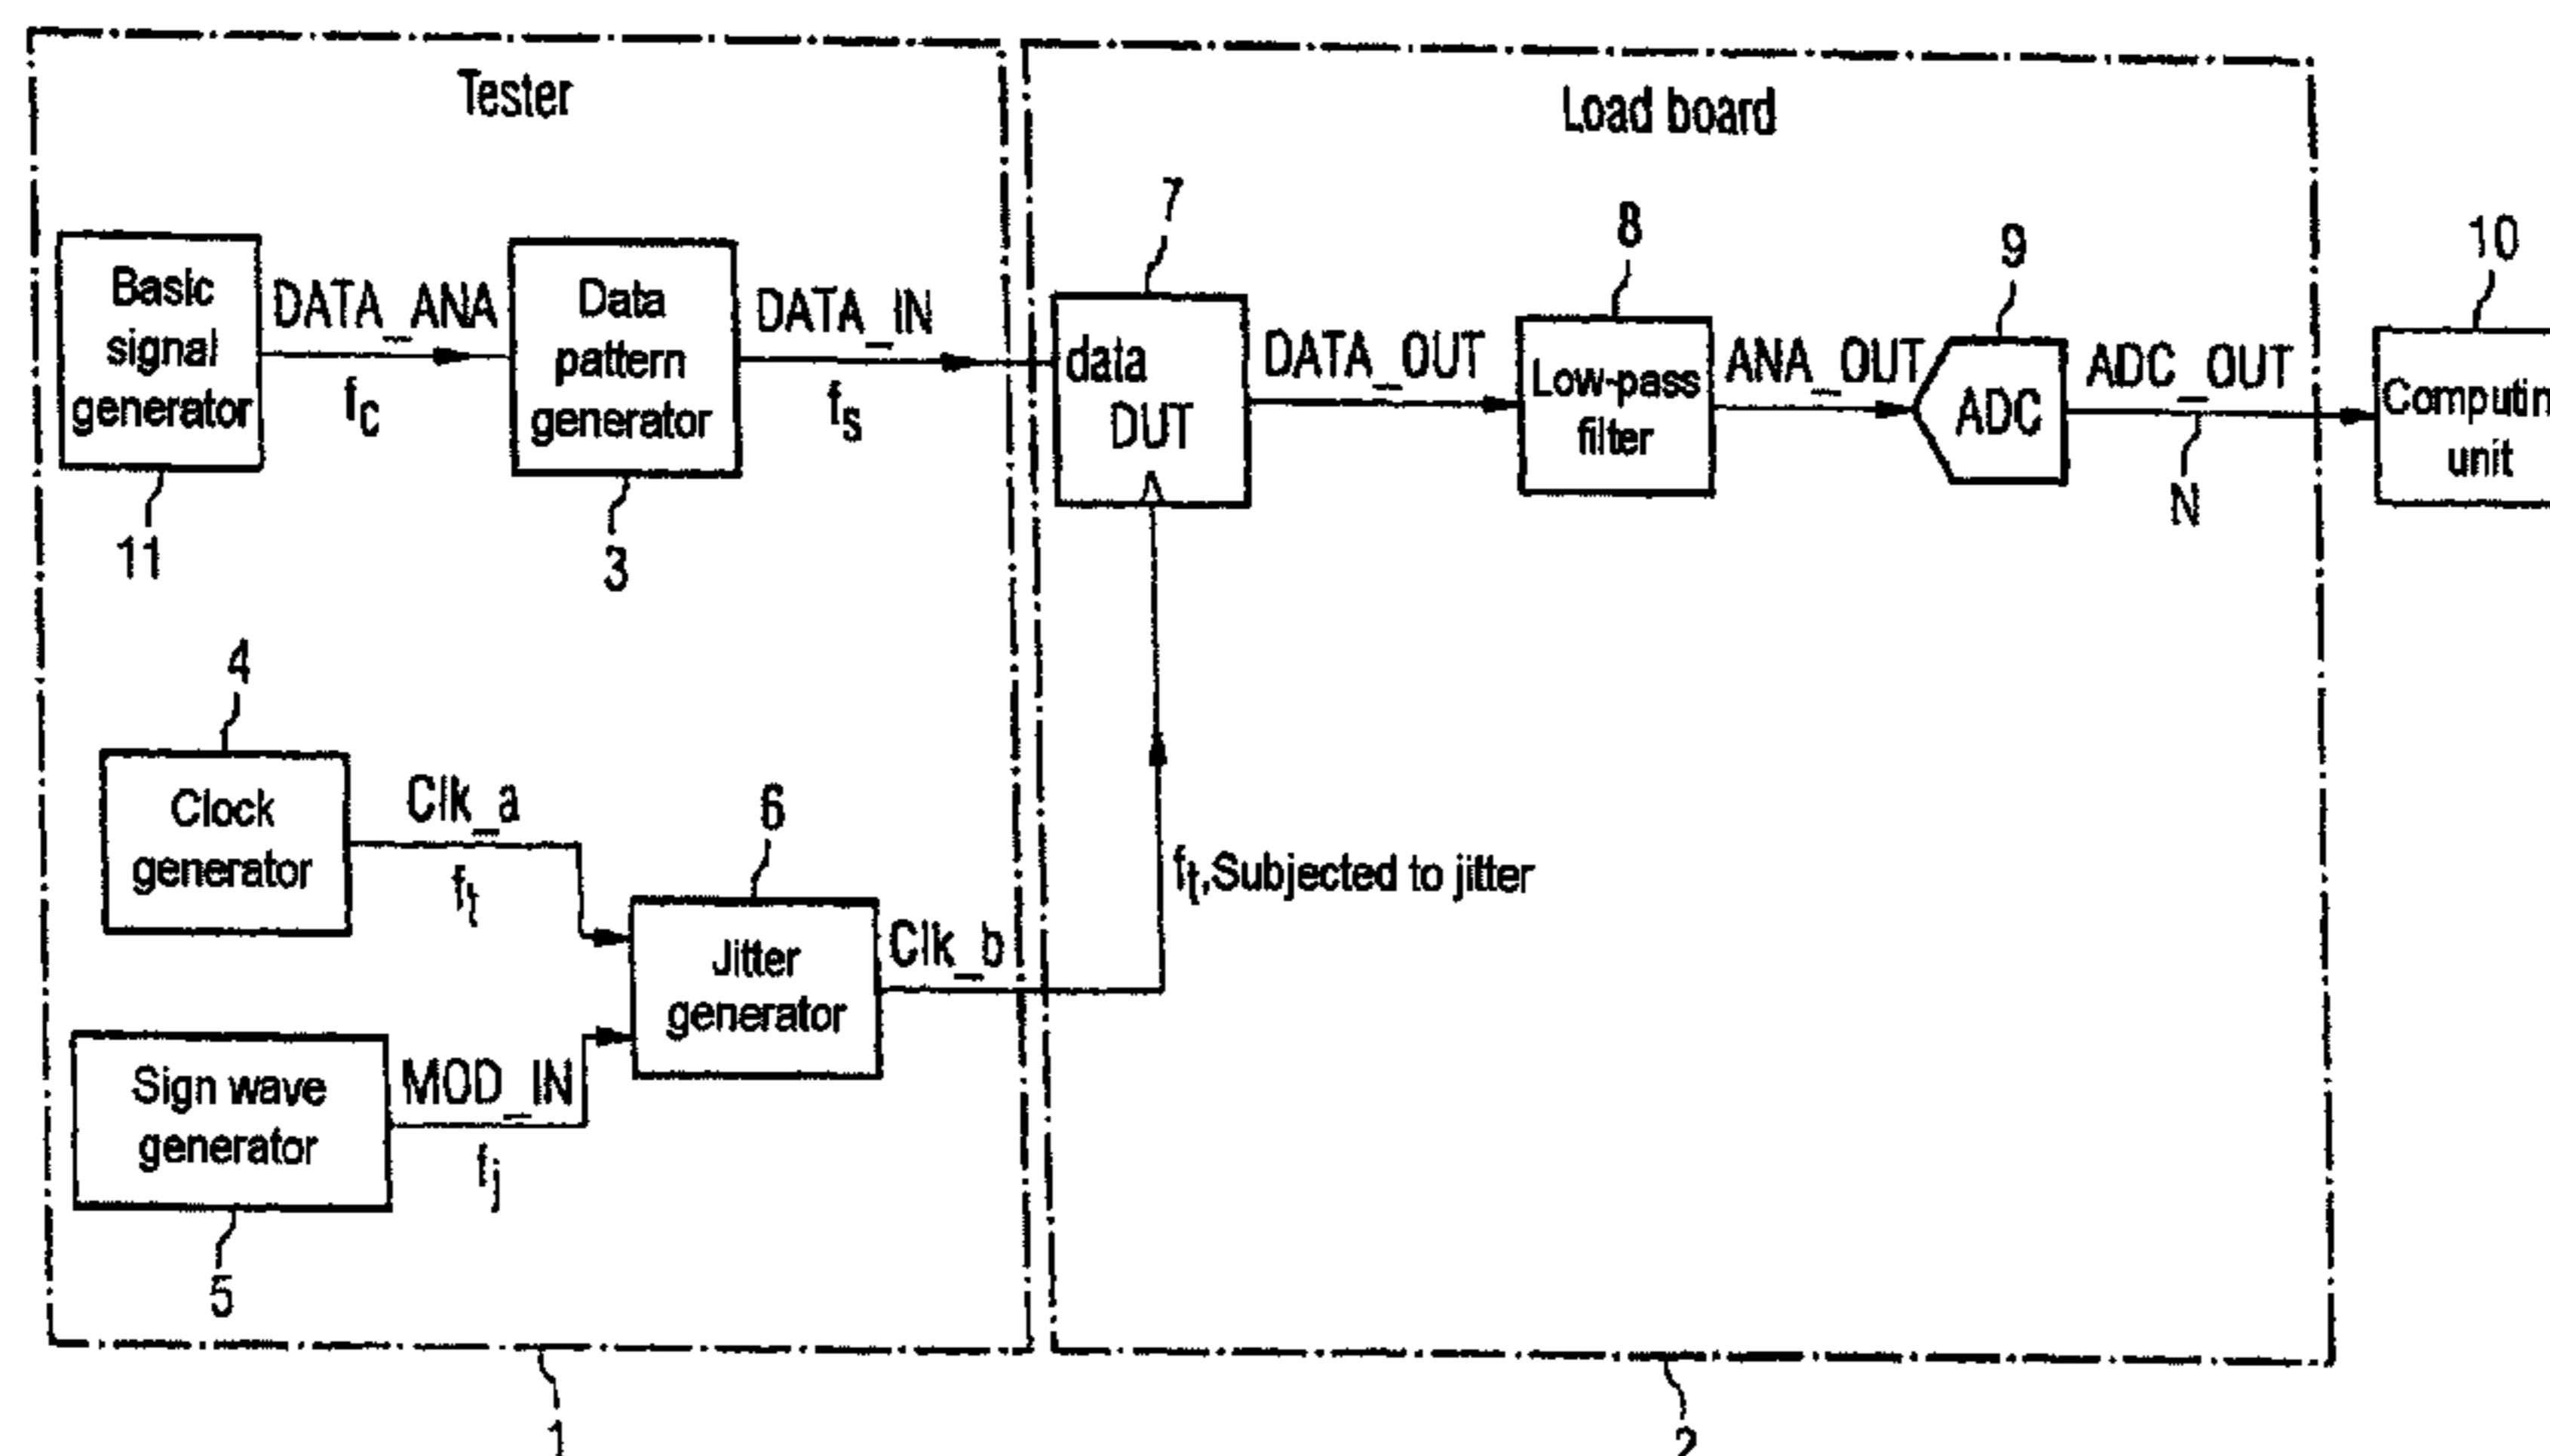 Tester
Load board
Basic
signal
generator
11
DATA_ANA
fc
Data
pattern
generator
3
DATA_IN
fs
7
data
DUT
DATA_OUT
8
Low-pass
filter
ANA_OUT
9
ADC
ADC_OUT
N
10
unit
4
Clock
generator
Clk_a
ft
6
Jitter
generator
Clk_b
ft,Subjected to jitter
Sign wave
generator
5
MOD_IN
fj
1
2